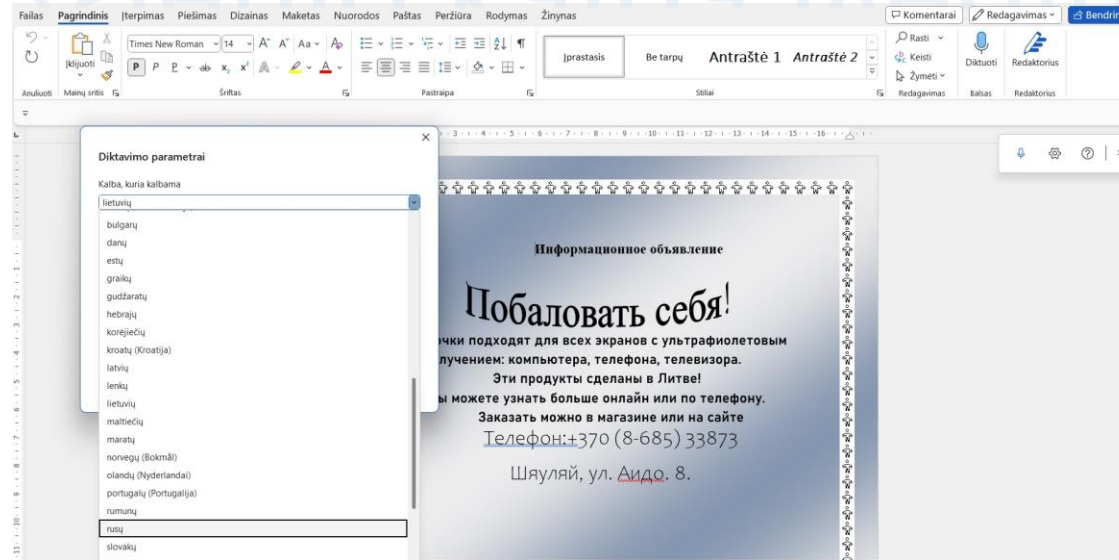 Failas Pagrindinis Įterpimas Piešimas Dizainas Maketas Nuorodos Paštas Peržiūra Rodymas Žinynas Komentarai Redagavimas Bendrin
Įklijuoti Times New Roman 14 Įprastasis Be tarpų Antraštė 1 Antraštė 2 Rasti Keisti Žymėti Diktuoti Redaktorius
Anuliuoti Mainų sritis Šriftas Pastraipa Stiliai Redagavimas Balsas Redaktorius
Diktavimo parametrai
Kalba, kuria kalbama
lietuvių
bulgarų
danų
estų
graikų
gudžaratų
hebrajų
korėjiečių
kroatų (Kroatija)
latvių
lenkų
lietuvių
maltiečių
maratų
norvegų (Bokmål)
olandų (Nyderlandai)
portugalų (Portugalija)
rumunų
rusų
slovakų
Информационное объявление
Побаловать себя!
чки подходят для всех экранов с ультрафиолетовым
лучением: компьютера, телефона, телевизора.
Эти продукты сделаны в Литве!
ы можете узнать больше онлайн или по телефону.
Заказать можно в магазине или на сайте
Телефон:+370 (8-685) 33873
Шяуляй, ул. Аидо. 8.